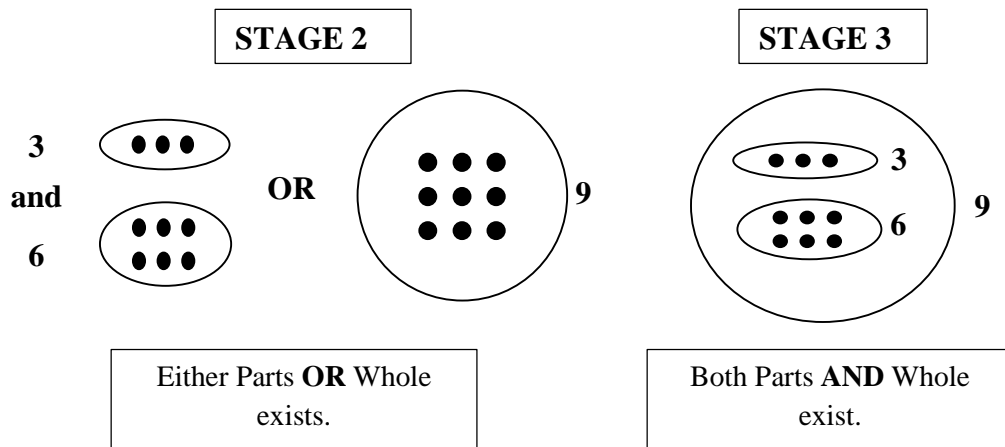 STAGE 2
STAGE 3
3
and
6
OR
9
3
6
9
Either Parts OR Whole
exists.
Both Parts AND Whole
exist.